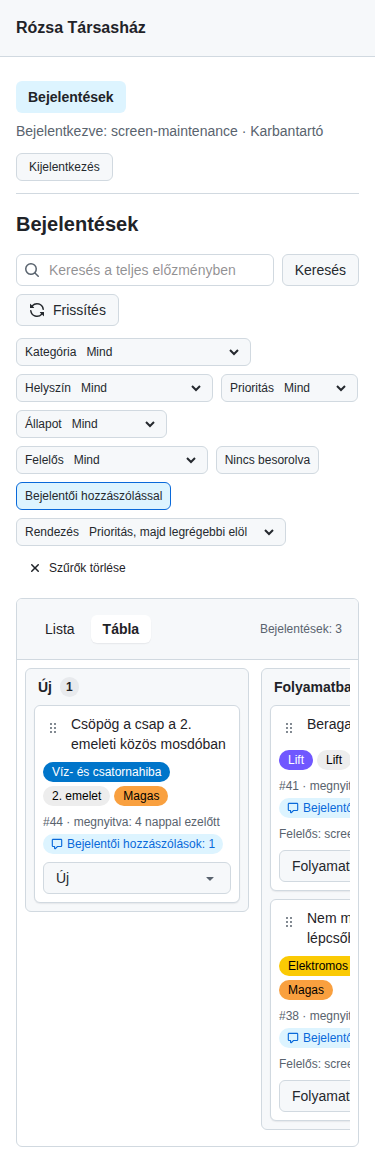 Rózsa Társasház
Bejelentések
Bejelentkezve: screen-maintenance · Karbantartó
Kijelentkezés
Bejelentések
Keresés a teljes előzményben
Keresés
Frissítés
Kategória Mind
Helyszín Mind
Prioritás Mind
Állapot Mind
Felelős Mind
Nincs besorolva
Bejelentői hozzászólással
Rendezés Prioritás, majd legrégebbi elöl
Szűrők törlése
Lista
Tábla
Bejelentések: 3
Új 1
Csöpög a csap a 2.
emeleti közös mosdóban
Víz- és csatornahiba
2. emelet
Magas
#44 · megnyitva: 4 nappal ezelőtt
Bejelentői hozzászólások: 1
Új
Folyamatba
Beraga
Lift
Lift
#41 · megnyit
Bejelentő
Felelős: scree
Folyamat
Nem m
lépcső
Elektromos
Magas
#38 · megnyit
Bejelentő
Felelős: scree
Folyamat